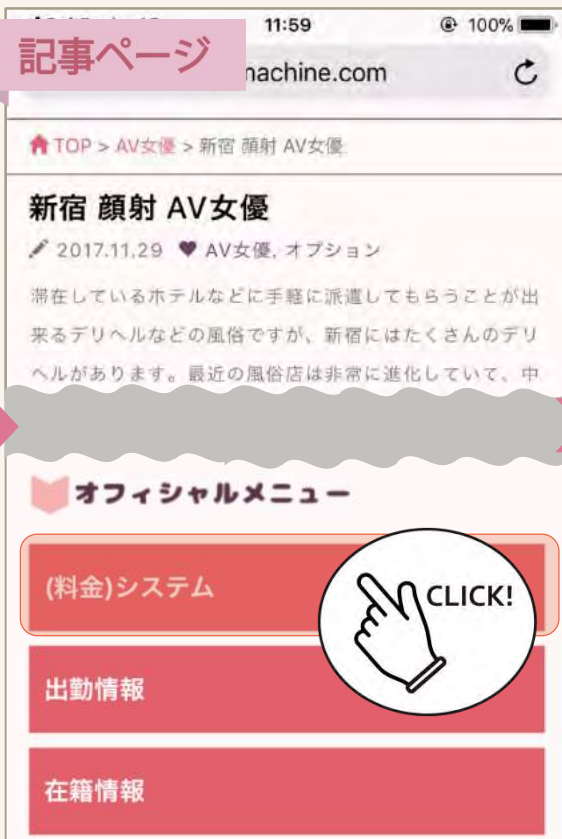 11:59
100%
記事ページ
machine.com
TOP > AV女優 > 新宿 顔射 AV女優
新宿 顔射 AV女優
2017.11.29 AV女優, オプション
滞在しているホテルなどに手軽に派遣してもらうことが出
来るデリヘルなどの風俗ですが、新宿にはたくさんのデリ
ヘルがあります。最近の風俗店は非常に進化していて、中
オフィシャルメニュー
(料金)システム
CLICK!
出勤情報
在籍情報